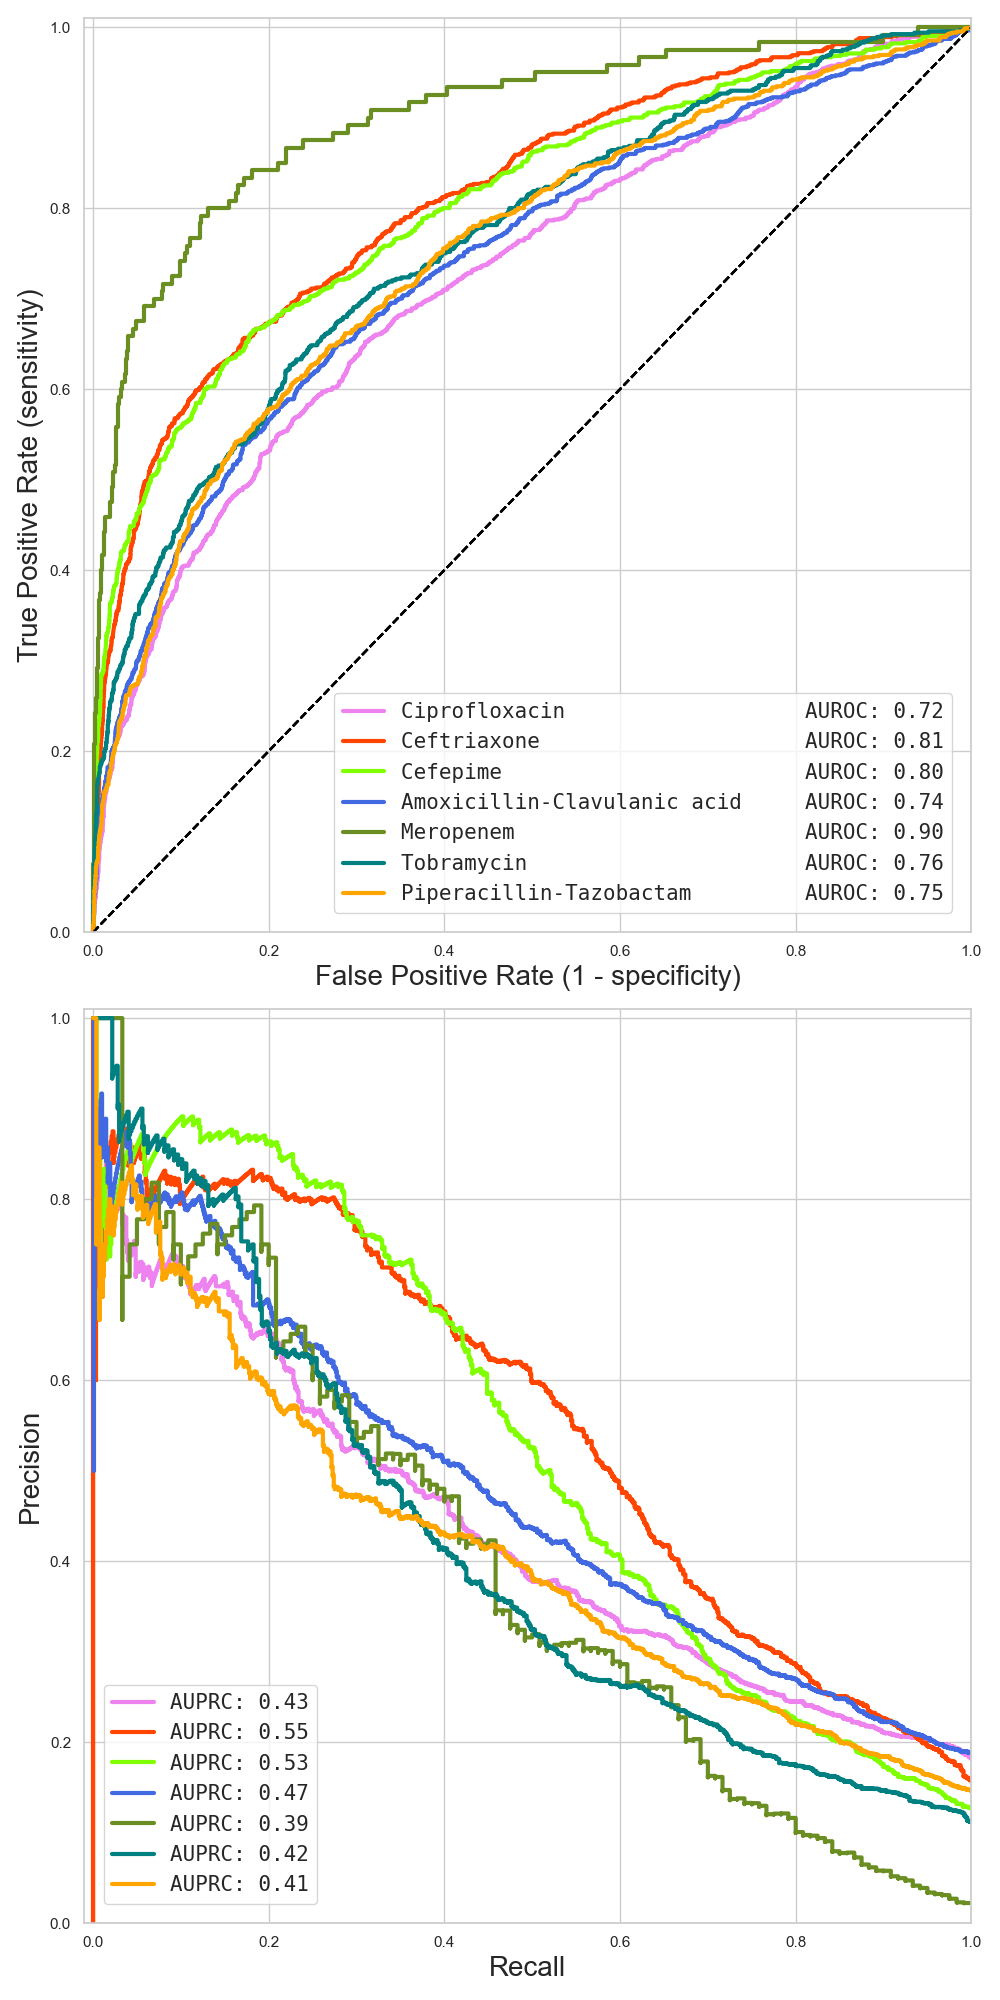 1.0
0.8
0.6
0.4
0.2
0.0
True Positive Rate (sensitivity)
Ciprofloxacin AUROC: 0.72
Ceftriaxone AUROC: 0.81
Cefepime AUROC: 0.80
Amoxicillin-Clavulanic acid AUROC: 0.74
Meropenem AUROC: 0.90
Tobramycin AUROC: 0.76
Piperacillin-Tazobactam AUROC: 0.75
0.0 0.2 0.4 0.6 0.8 1.0
False Positive Rate (1 - specificity)
1.0
0.8
0.6
0.4
0.2
0.0
Precision
AUPRC: 0.43
AUPRC: 0.55
AUPRC: 0.53
AUPRC: 0.47
AUPRC: 0.39
AUPRC: 0.42
AUPRC: 0.41
0.0 0.2 0.4 0.6 0.8 1.0
Recall